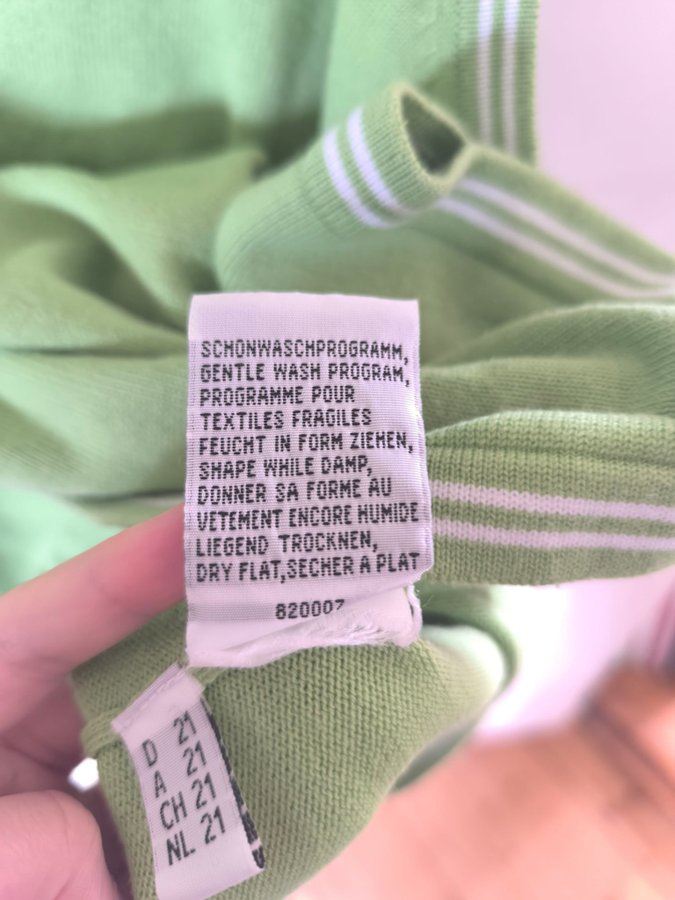 SCHONWASCHPROGRAMM,
GENTLE WASH PROGRAM,
PROGRAMME POUR
TEXTILES FRAGILES
FEUCHT IN FORM ZIEHEN,
SHAPE WHILE DAMP,
DONNER SA FORME AU
VETEMENT ENCORE HUMIDE
LIEGEND TROCKNEN,
DRY FLAT,SECHER A PLAT
820007
D 21
A 21
CH 21
NL 21